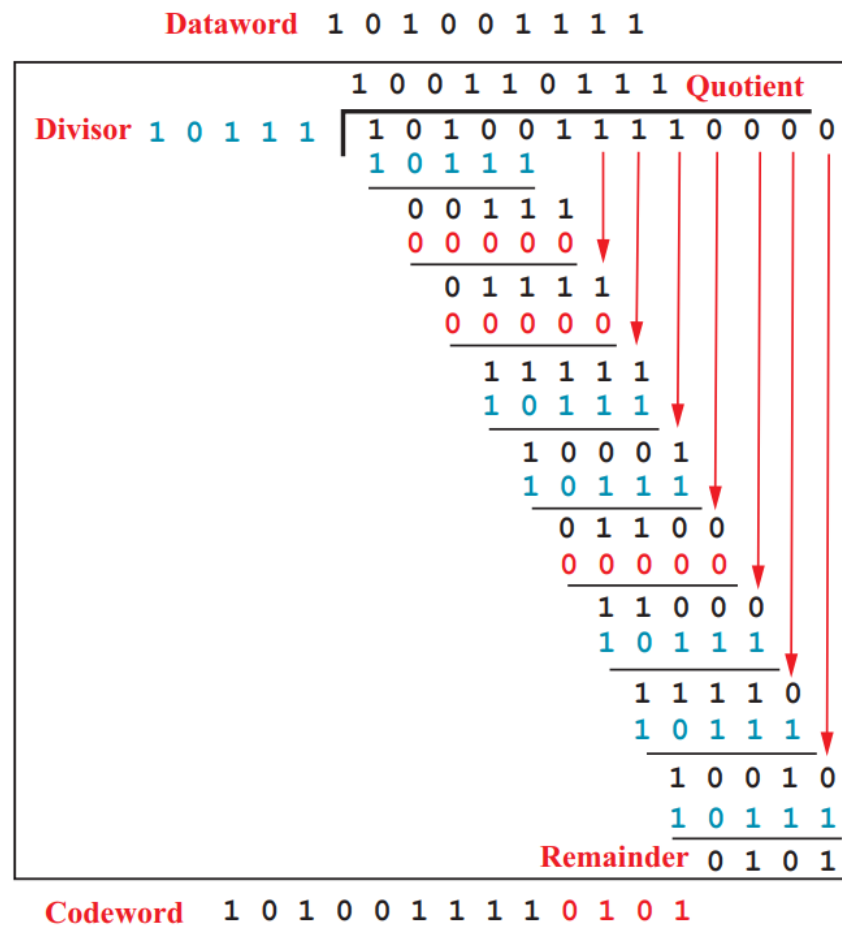 Dataword 1 0 1 0 0 1 1 1 1
1 0 0 1 1 0 1 1 1 Quotient
Divisor 1 0 1 1 1 1 0 1 0 0 1 1 1 1 0 0 0 0
1 0 1 1 1
0 0 1 1 1
0 0 0 0 0
0 1 1 1 1
0 0 0 0 0
1 1 1 1 1
1 0 1 1 1
1 0 0 0 1
1 0 1 1 1
0 1 1 0 0
0 0 0 0 0
1 1 0 0 0
1 0 1 1 1
1 1 1 1 0
1 0 1 1 1
1 0 0 1 0
1 0 1 1 1
Remainder 0 1 0 1
Codeword 1 0 1 0 0 1 1 1 1 0 1 0 1